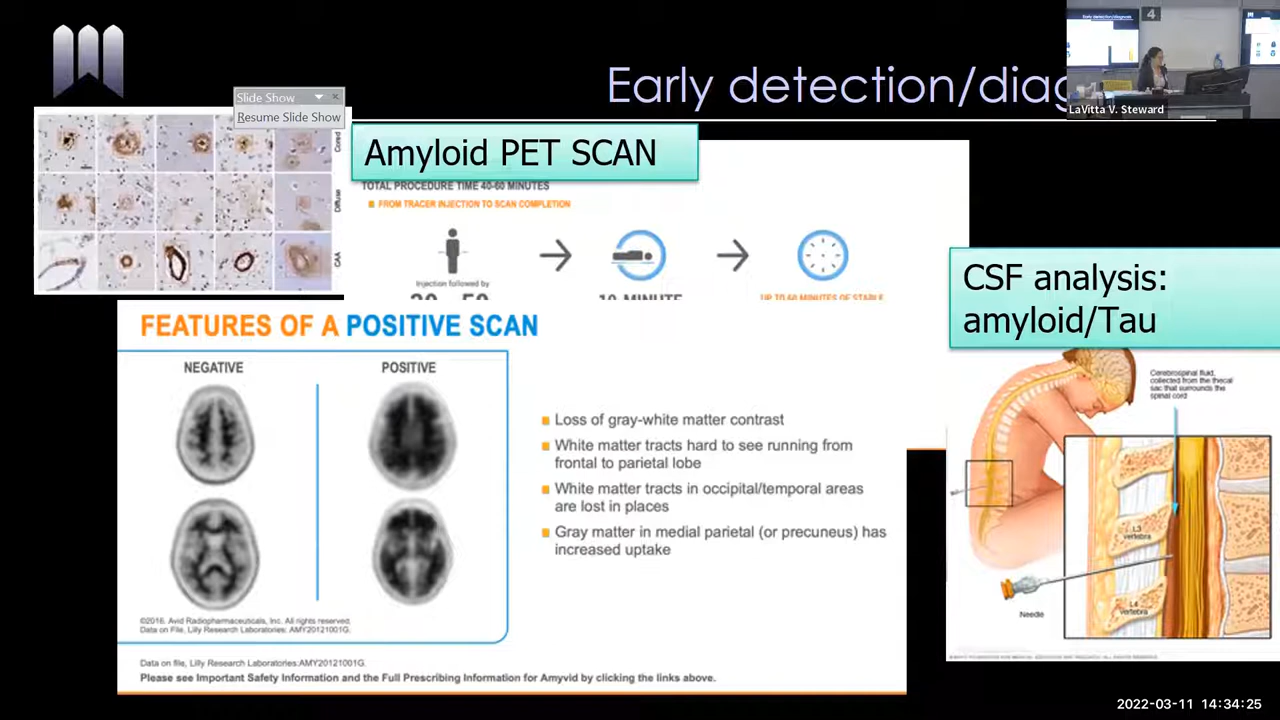 Early detection/diag
4
LaVitta V. Steward
Slide Show
Resume Slide Show
Cored
Diffuse
CAA
Amyloid PET SCAN
TOTAL PROCEDURE TIME 40-60 MINUTES
FROM TRACER INJECTION TO SCAN COMPLETION
Injection followed by
30 50
10-MINUTE
UP TO 60 MINUTES OF STABLE
CSF analysis:
amyloid/Tau
Cerebrospinal fluid,
collected from the thecal
sac that surrounds the
spinal cord
L3
vertebra
L4
vertebra
Needle
FEATURES OF A POSITIVE SCAN
NEGATIVE
POSITIVE
Loss of gray-white matter contrast
White matter tracts hard to see running from
frontal to parietal lobe
White matter tracts in occipital/temporal areas
are lost in places
Gray matter in medial parietal (or precuneus) has
increased uptake
©2016. Avid Radiopharmaceuticals, Inc. All rights reserved.
Data on File, Lilly Research Laboratories: AMY20121001G.
Data on file, Lilly Research Laboratories:AMY20121001G.
Please see Important Safety Information and the Full Prescribing Information for Amyvid by clicking the links above.
2022-03-11 14:34:25